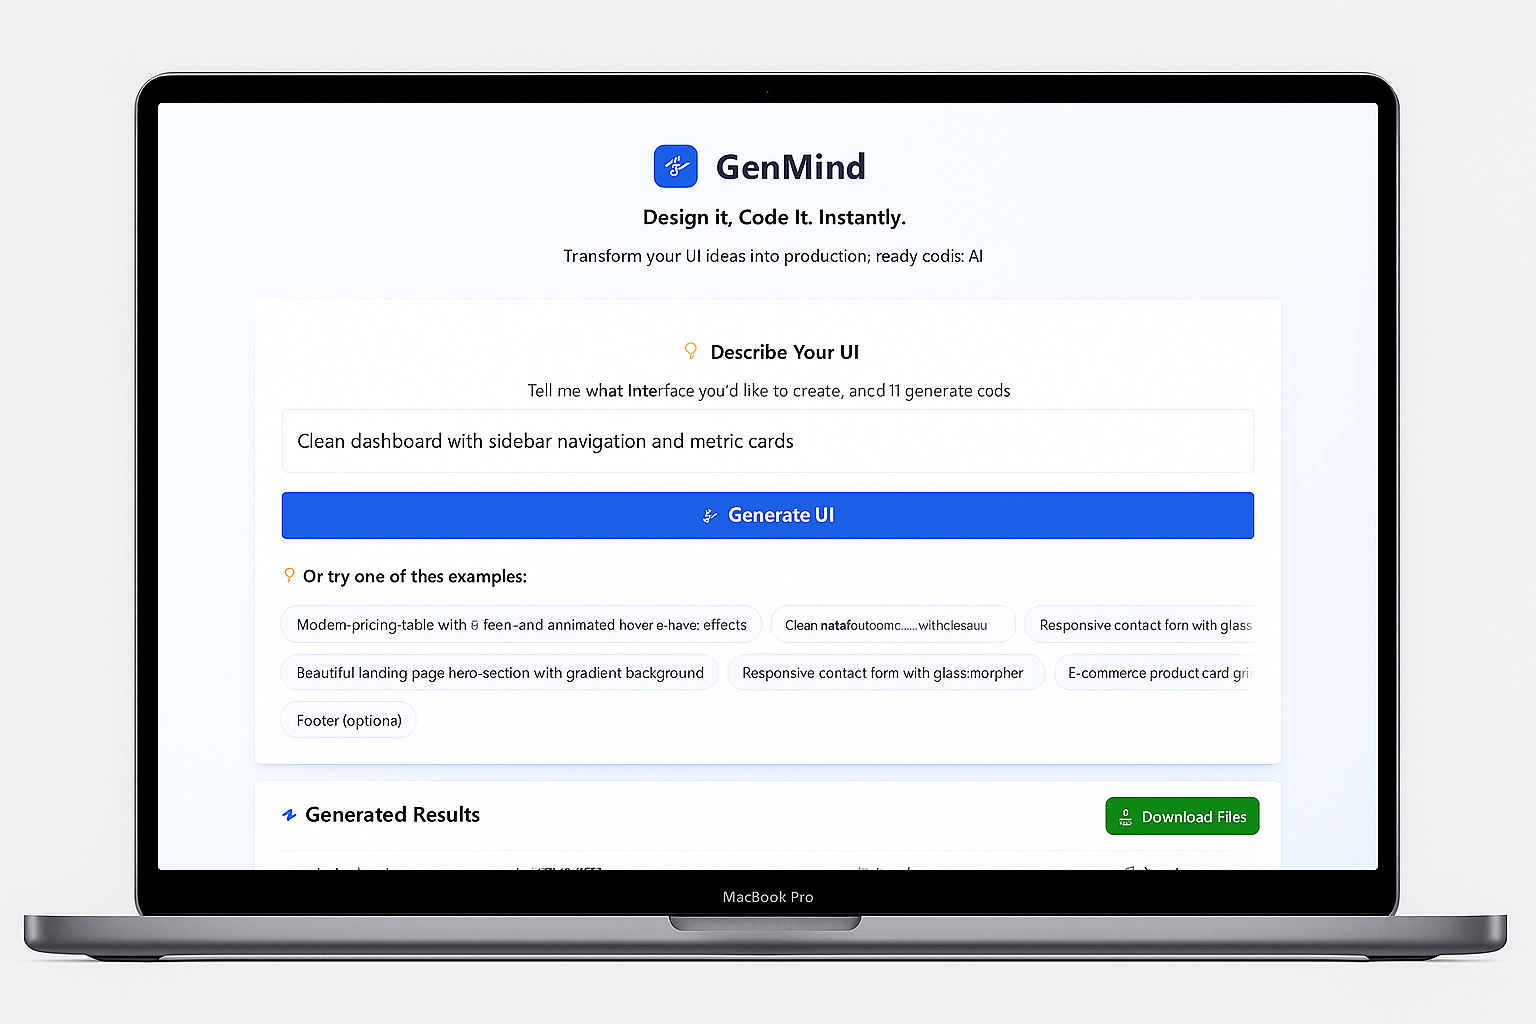 GenMind
Design it, Code It. Instantly.
Transform your UI ideas into production; ready codis: AI
Describe Your UI
Tell me what Interface you'd like to create, ancd 11 generate cods
Clean dashboard with sidebar navigation and metric cards
Generate UI
Or try one of thes examples:
Modem-pricing-table with feen-and annimated hover e-have: effects
Clean natafoutoomc......withclesauu
Responsive contact forn with glass
Beautiful landing page hero-section with gradient background
Responsive contact form with glass:morpher
E-commerce product card gri
Footer (optiona)
Generated Results
Download Files
MacBook Pro